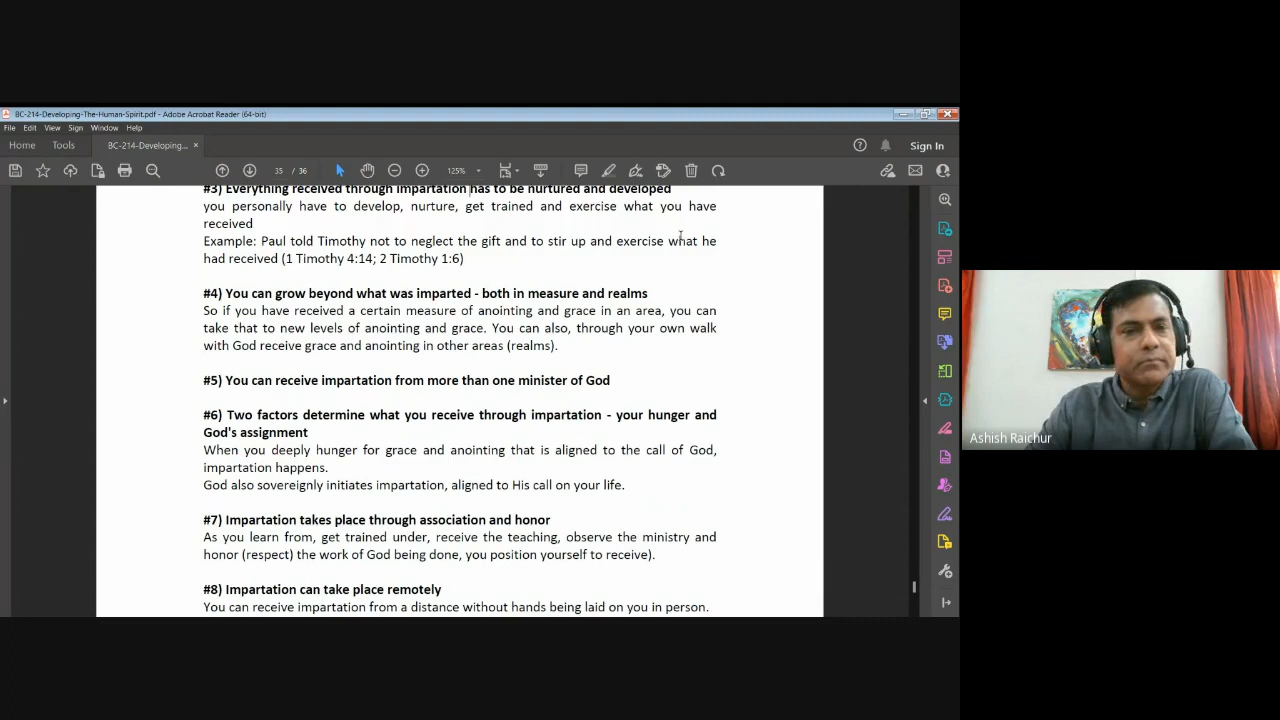 BC-214-Developing-The-Human-Spirit.pdf - Adobe Acrobat Reader (64-bit)
File Edit View Sign Window Help
Home Tools BC-214-Developing... × Sign In
35 / 36 125%
#3) Everything received through impartation has to be nurtured and developed
you personally have to develop, nurture, get trained and exercise what you have
received
Example: Paul told Timothy not to neglect the gift and to stir up and exercise what he
had received (1 Timothy 4:14; 2 Timothy 1:6)
#4) You can grow beyond what was imparted - both in measure and realms
So if you have received a certain measure of anointing and grace in an area, you can
take that to new levels of anointing and grace. You can also, through your own walk
with God receive grace and anointing in other areas (realms).
#5) You can receive impartation from more than one minister of God
#6) Two factors determine what you receive through impartation - your hunger and
God's assignment
When you deeply hunger for grace and anointing that is aligned to the call of God,
impartation happens.
God also sovereignly initiates impartation, aligned to His call on your life.
#7) Impartation takes place through association and honor
As you learn from, get trained under, receive the teaching, observe the ministry and
honor (respect) the work of God being done, you position yourself to receive).
#8) Impartation can take place remotely
You can receive impartation from a distance without hands being laid on you in person.
Ashish Raichur